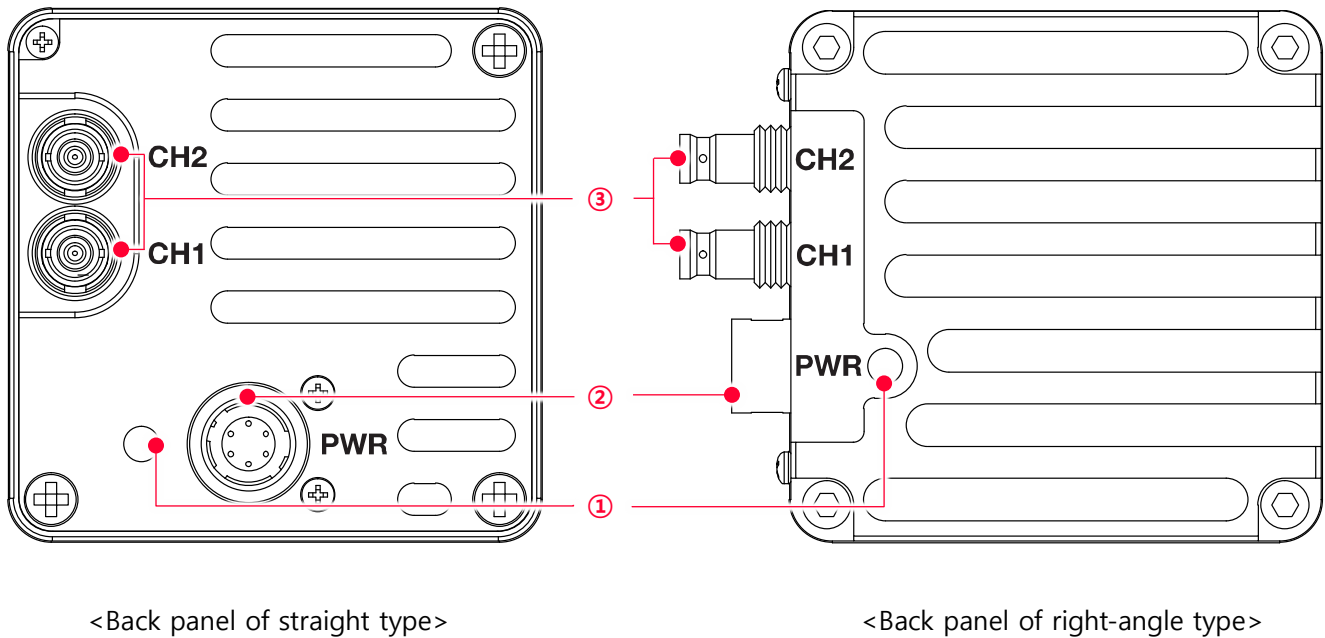 CH2
CH1
PWR
③
②
①
CH2
CH1
PWR
<Back panel of straight type>
<Back panel of right-angle type>